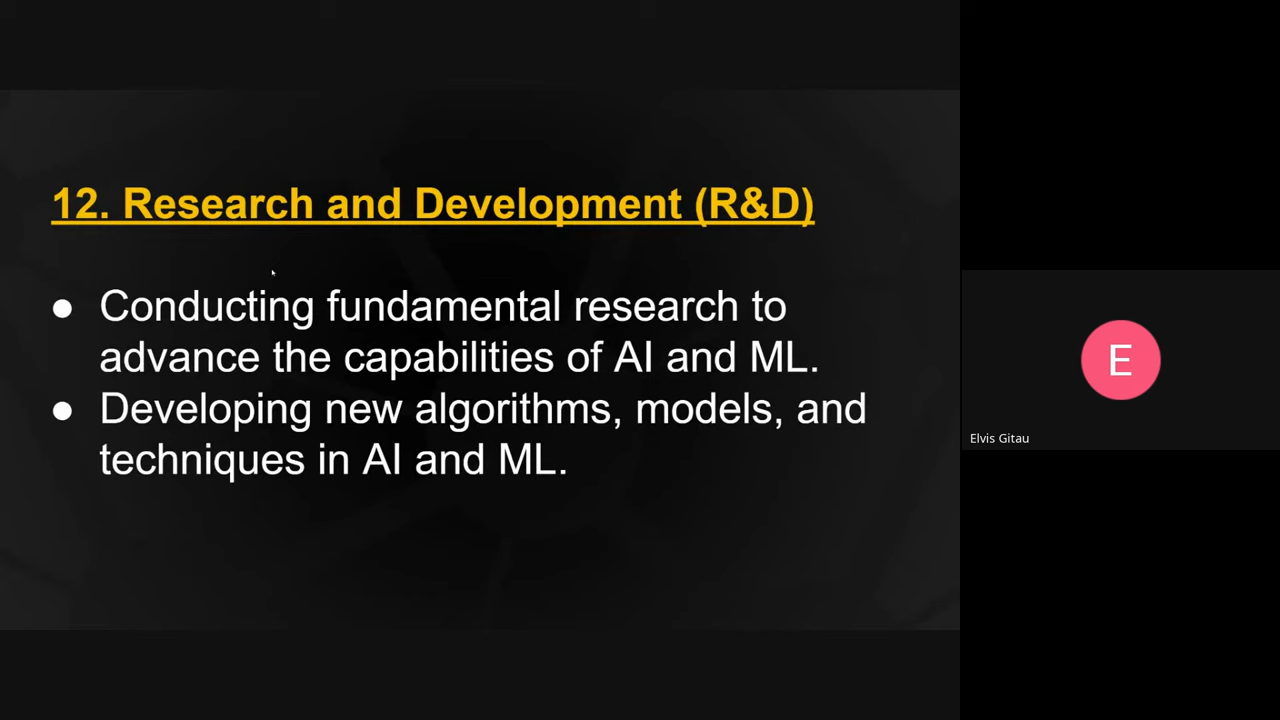 12. Research and Development (R&D)
● Conducting fundamental research to
advance the capabilities of AI and ML.
● Developing new algorithms, models, and
techniques in AI and ML.
E
Elvis Gitau